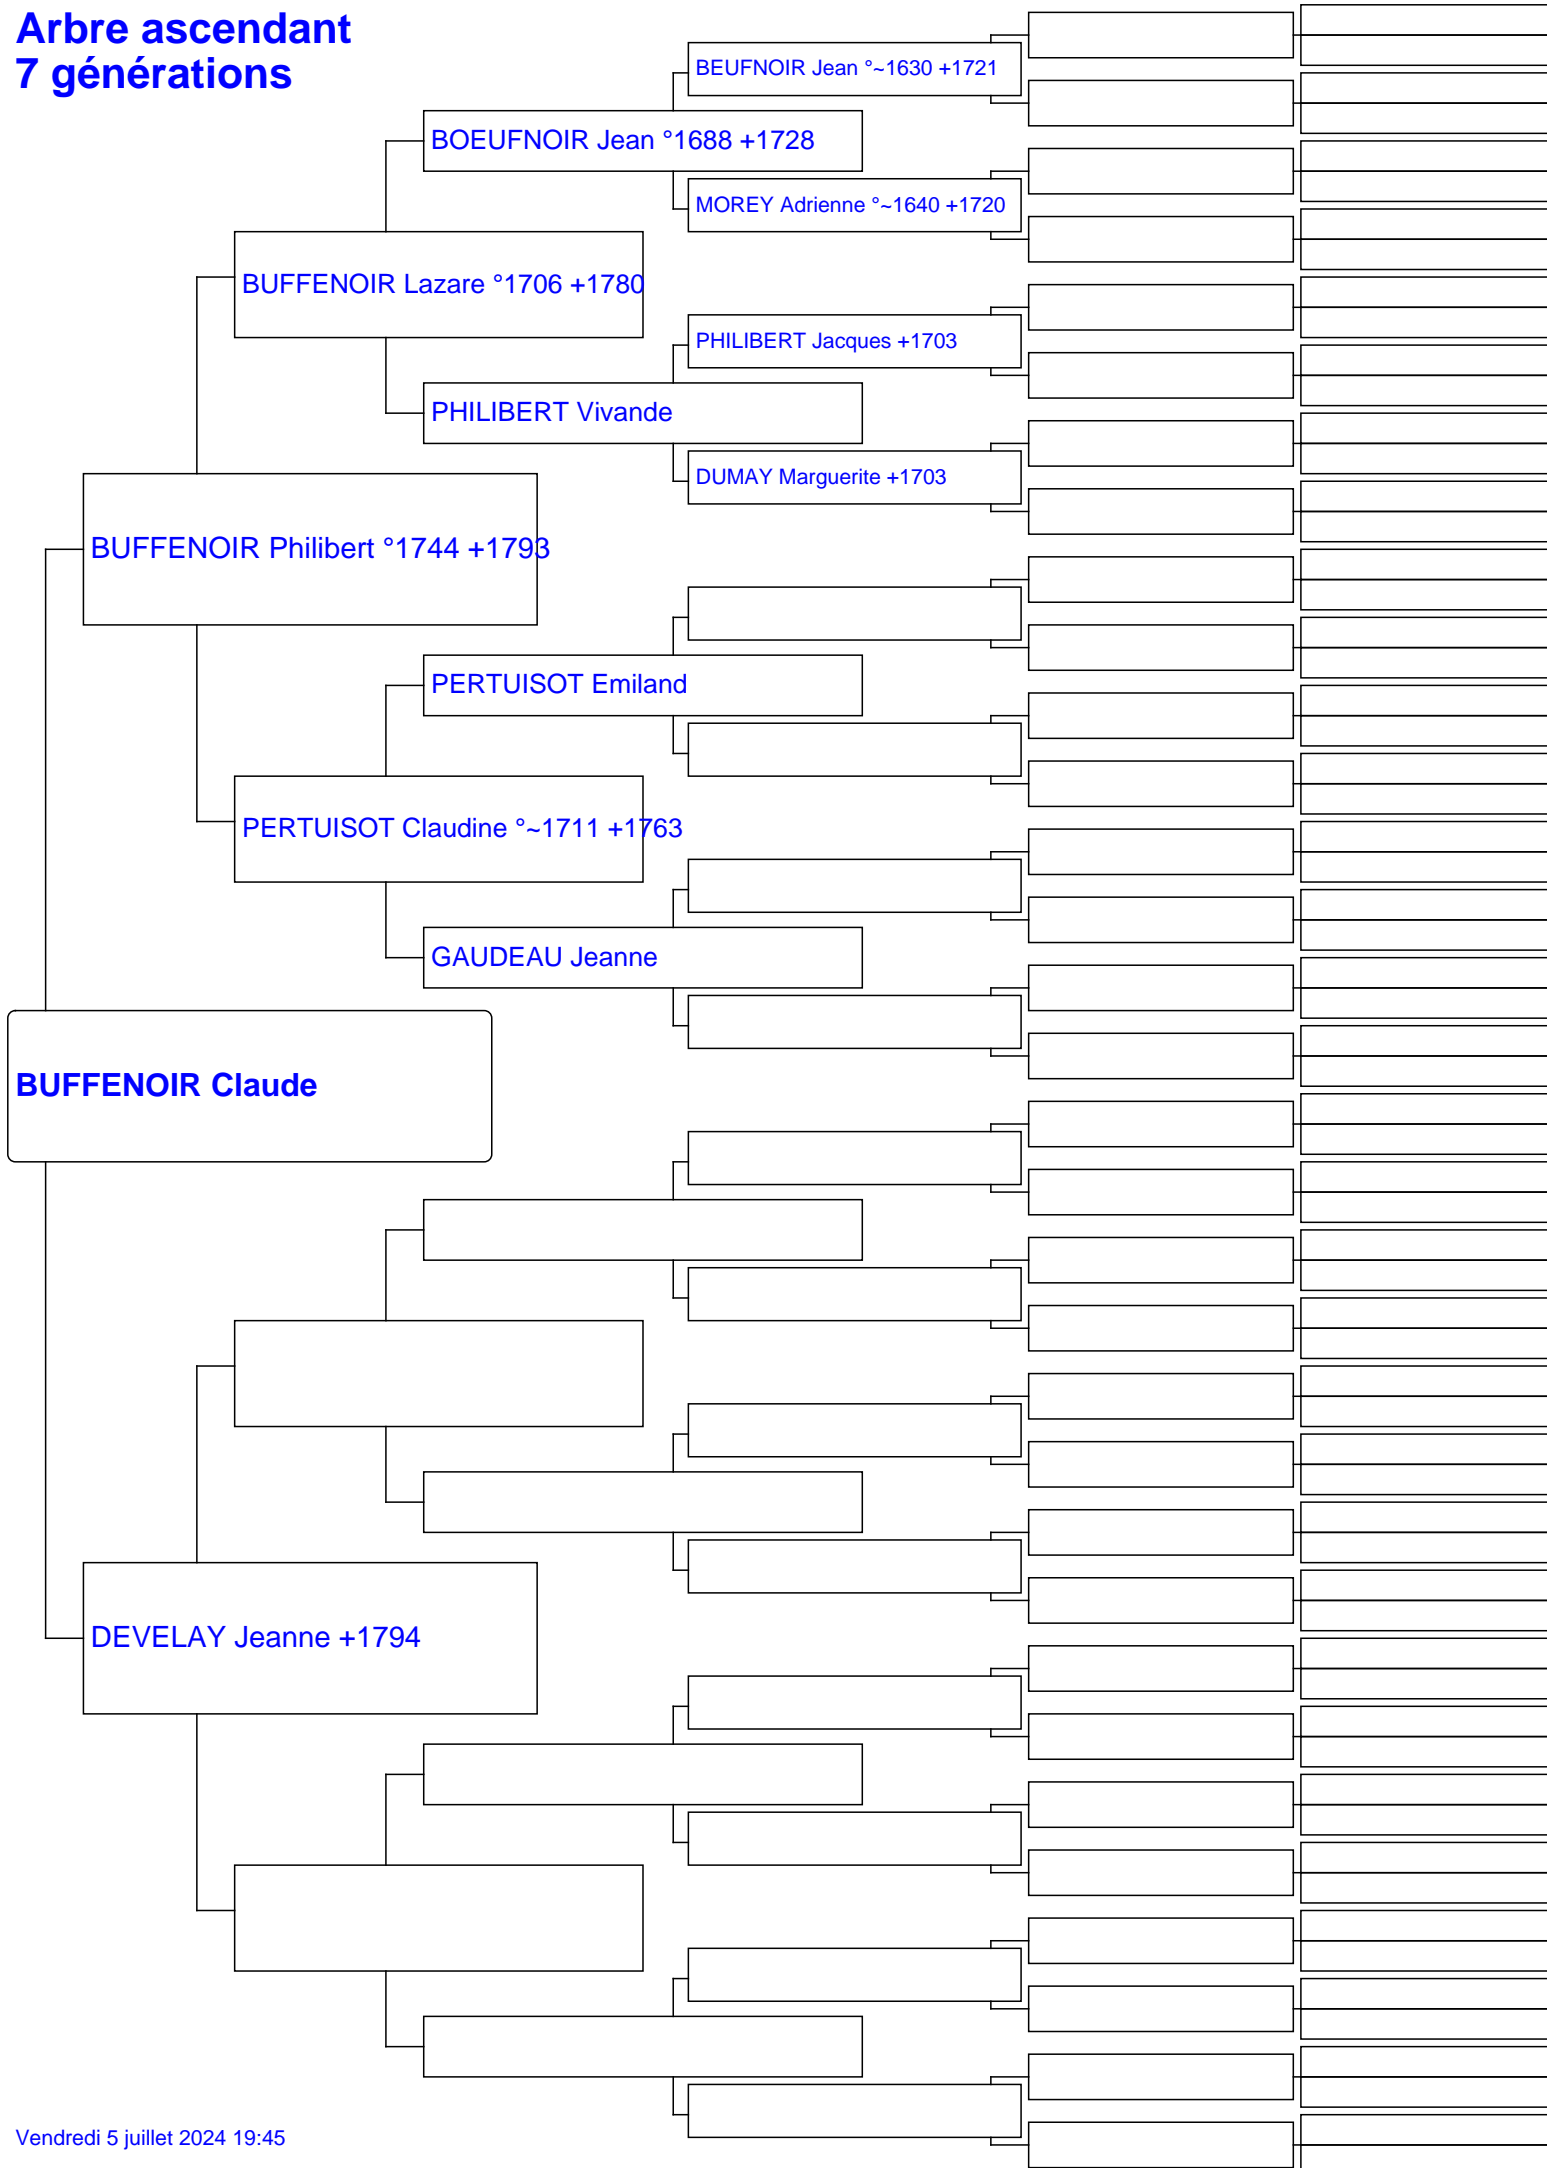 Arbre ascendant
7 générations
BEUFNOIR Jean °~1630 +1721
BOEUFNOIR Jean °1688 +1728
MOREY Adrienne °~1640 +1720
BUFFENOIR Lazare °1706 +1780
PHILIBERT Jacques +1703
PHILIBERT Vivande
DUMAY Marguerite +1703
BUFFENOIR Philibert °1744 +1793
PERTUISOT Emiland
PERTUISOT Claudine °~1711 +1763
GAUDEAU Jeanne
BUFFENOIR Claude
DEVELAY Jeanne +1794
Vendredi 5 juillet 2024 19:45